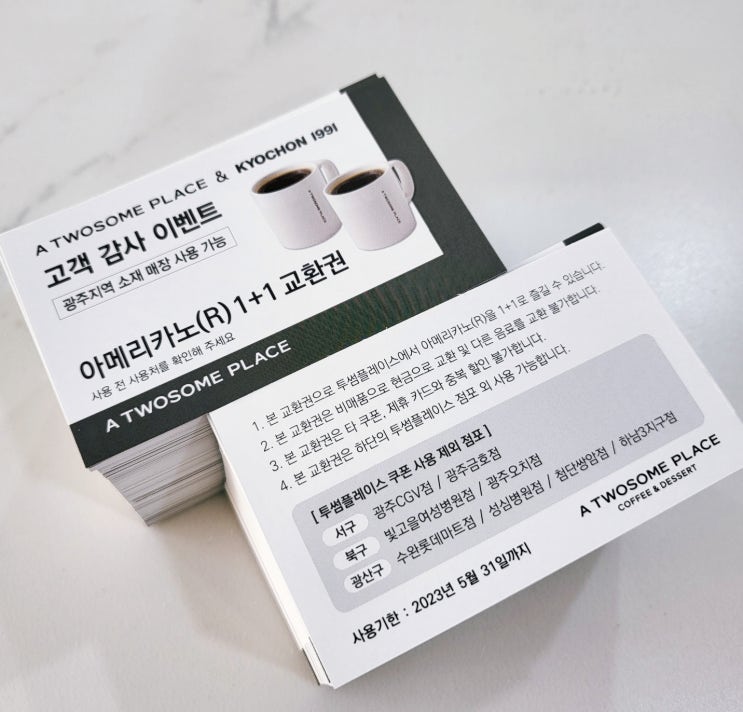 A TWOSOME PLACE & KYOCHON 1991
고객 감사 이벤트
광주지역 소재 매장 사용 가능
아메리카노(R) 1+1 교환권
사용 전 사용처를 확인해 주세요
A TWOSOME PLACE
A TWOSOME PLACE
A TWOSOME PLACE
1. 본 교환권으로 투썸플레이스에서 아메리카노(R)을 1+1로 즐길 수 있습니다.
2. 본 교환권은 비매품으로 현금으로 교환 및 다른 음료를 교환 불가합니다.
3. 본 교환권은 타 쿠폰, 제휴 카드와 중복 할인 불가합니다.
4. 본 교환권은 하단의 투썸플레이스 점포 외 사용 가능합니다.
[ 투썸플레이스 쿠폰 사용 제외 점포 ]
서구 광주CGV점 / 광주금호점
북구 빛고을여성병원점 / 광주오치점
광산구 수완롯데마트점 / 성심병원점 / 첨단쌍암점 / 하남3지구점
사용기한 : 2023년 5월 31일까지
A TWOSOME PLACE
COFFEE & DESSERT